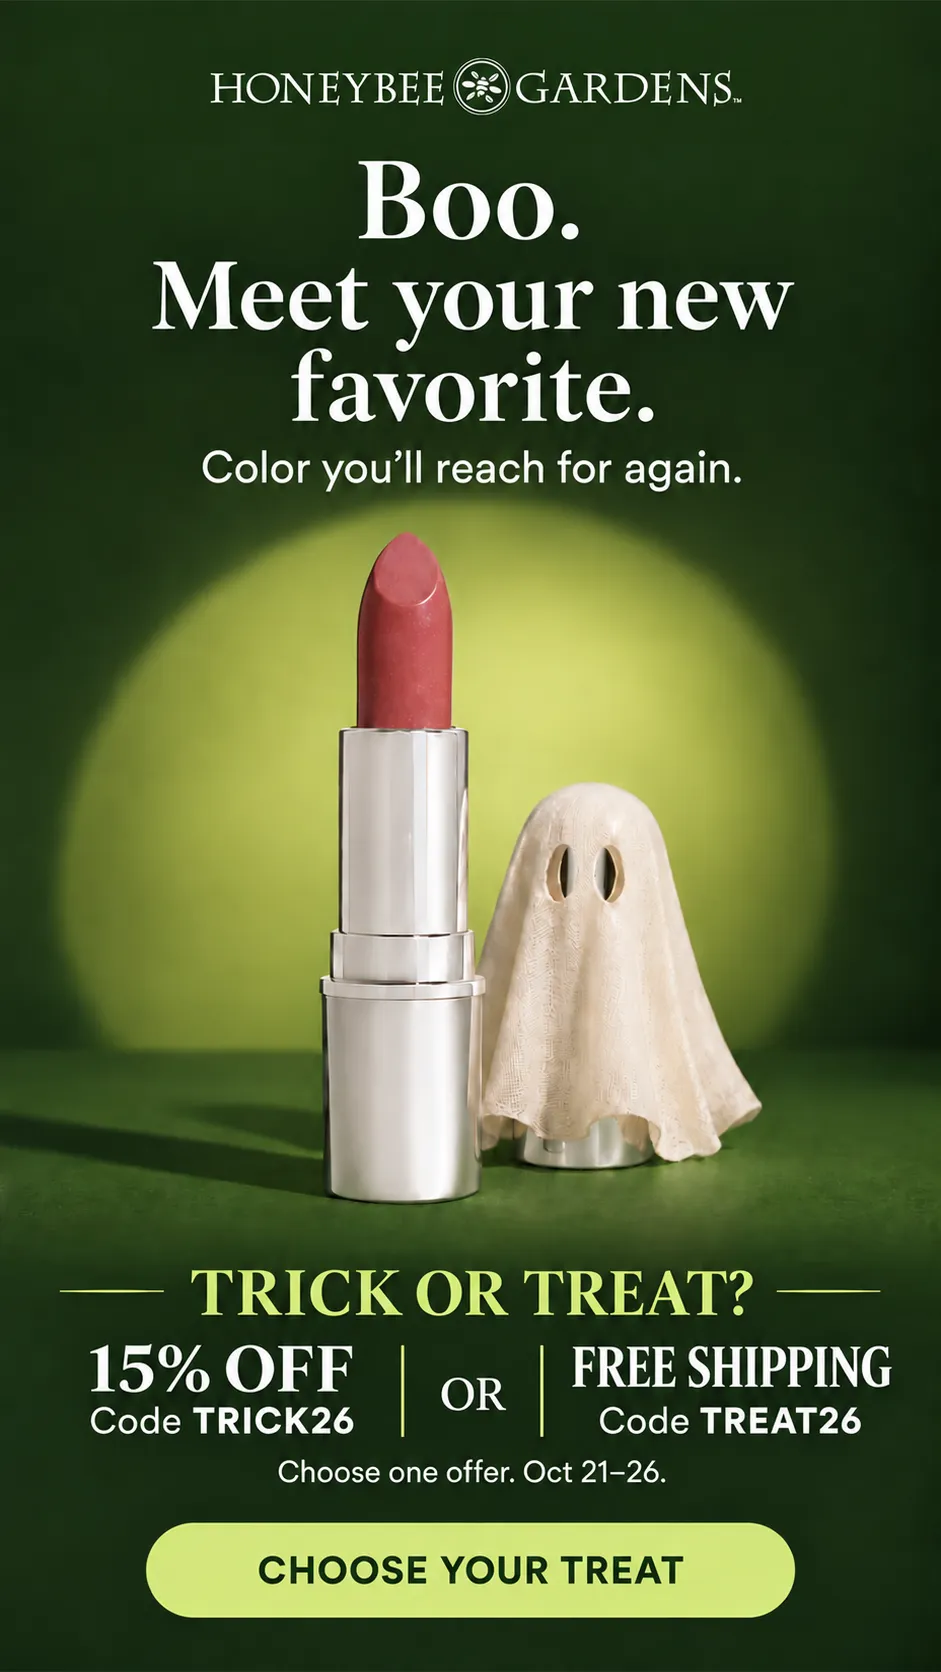 HONEYBEE GARDENS™
Boo.
Meet your new
favorite.
Color you’ll reach for again.
TRICK OR TREAT?
15% OFF
Code TRICK26
OR
FREE SHIPPING
Code TREAT26
Choose one offer. Oct 21–26.
CHOOSE YOUR TREAT